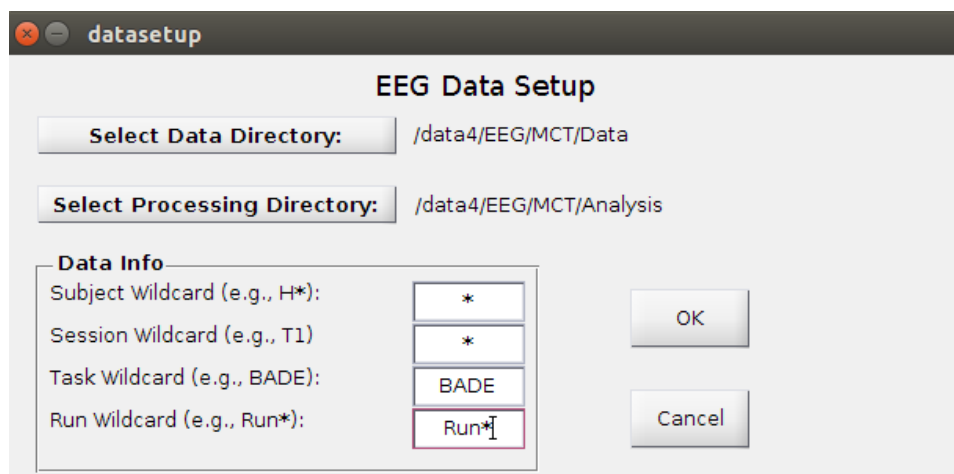 datasetup
EEG Data Setup
Select Data Directory: /data4/EEG/MCT/Data
Select Processing Directory: /data4/EEG/MCT/Analysis
Data Info
Subject Wildcard (e.g., H*): *
Session Wildcard (e.g., T1) *
Task Wildcard (e.g., BADE): BADE
Run Wildcard (e.g., Run*): Run*
OK
Cancel